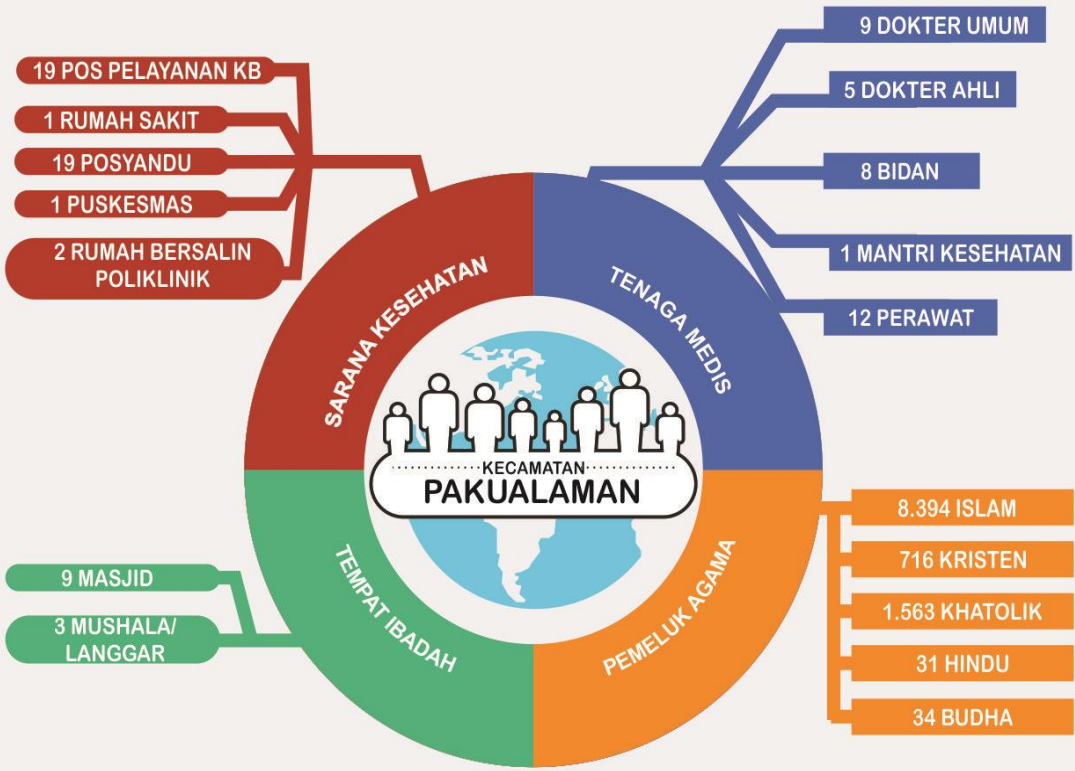 19 POS PELAYANAN KB
1 RUMAH SAKIT
19 POSYANDU
1 PUSKESMAS
2 RUMAH BERSALIN
POLIKLINIK
SARANA KESEHATAN
9 DOKTER UMUM
5 DOKTER AHLI
8 BIDAN
1 MANTRI KESEHATAN
12 PERAWAT
TENAGA MEDIS
KECAMATAN
PAKUALAMAN
9 MASJID
3 MUSHALA/
LANGGAR
TEMPAT IBADAH
PEMELUK AGAMA
8.394 ISLAM
716 KRISTEN
1.563 KHATOLIK
31 HINDU
34 BUDHA